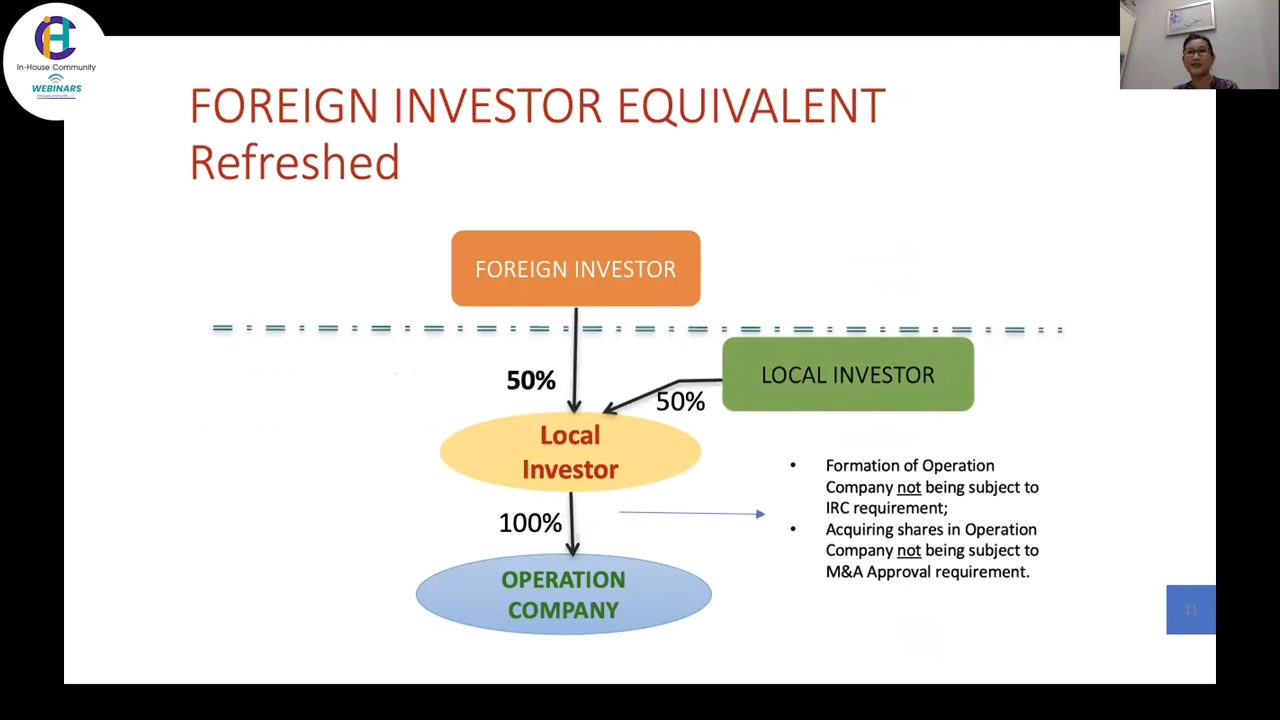 In-House Community
WEBINARS
FOREIGN INVESTOR EQUIVALENT
Refreshed
FOREIGN INVESTOR
LOCAL INVESTOR
50%
50%
Local
Investor
• Formation of Operation
Company not being subject to
IRC requirement;
• Acquiring shares in Operation
Company not being subject to
M&A Approval requirement.
100%
OPERATION
COMPANY
11